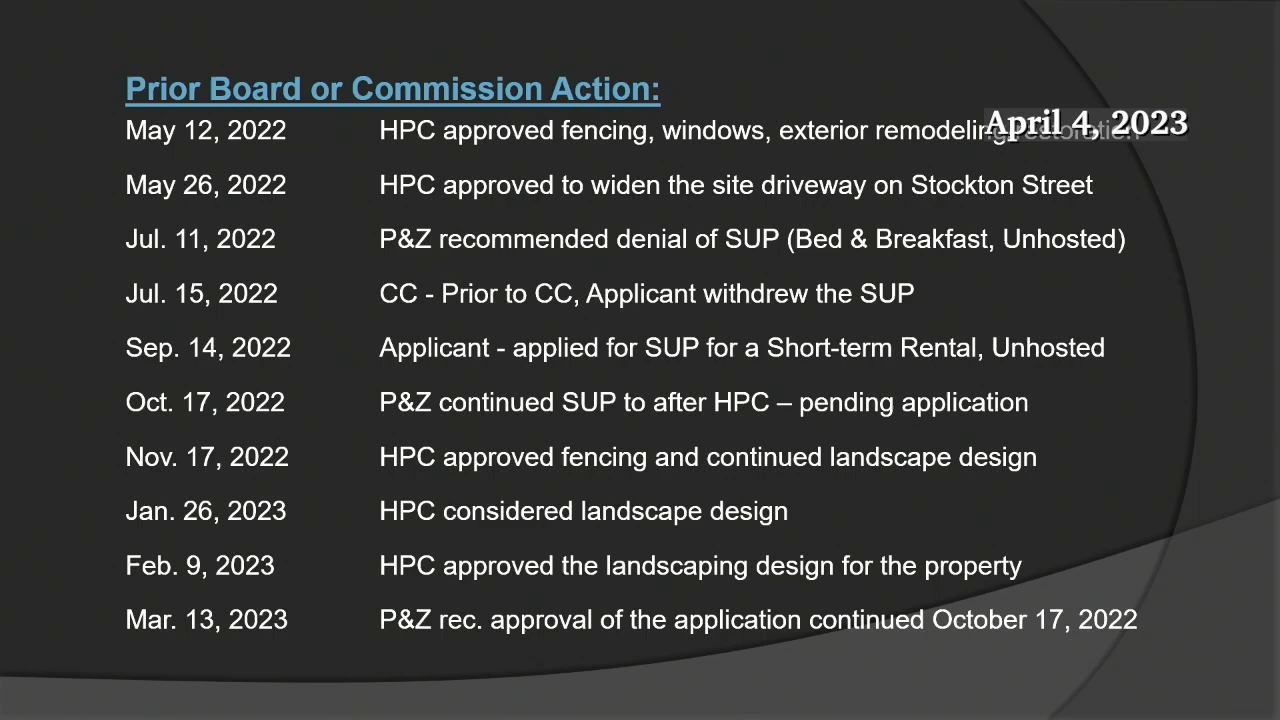 Prior Board or Commission Action:
April 4, 2023
May 12, 2022 HPC approved fencing, windows, exterior remodeling restoration
May 26, 2022 HPC approved to widen the site driveway on Stockton Street
Jul. 11, 2022 P&Z recommended denial of SUP (Bed & Breakfast, Unhosted)
Jul. 15, 2022 CC - Prior to CC, Applicant withdrew the SUP
Sep. 14, 2022 Applicant - applied for SUP for a Short-term Rental, Unhosted
Oct. 17, 2022 P&Z continued SUP to after HPC – pending application
Nov. 17, 2022 HPC approved fencing and continued landscape design
Jan. 26, 2023 HPC considered landscape design
Feb. 9, 2023 HPC approved the landscaping design for the property
Mar. 13, 2023 P&Z rec. approval of the application continued October 17, 2022